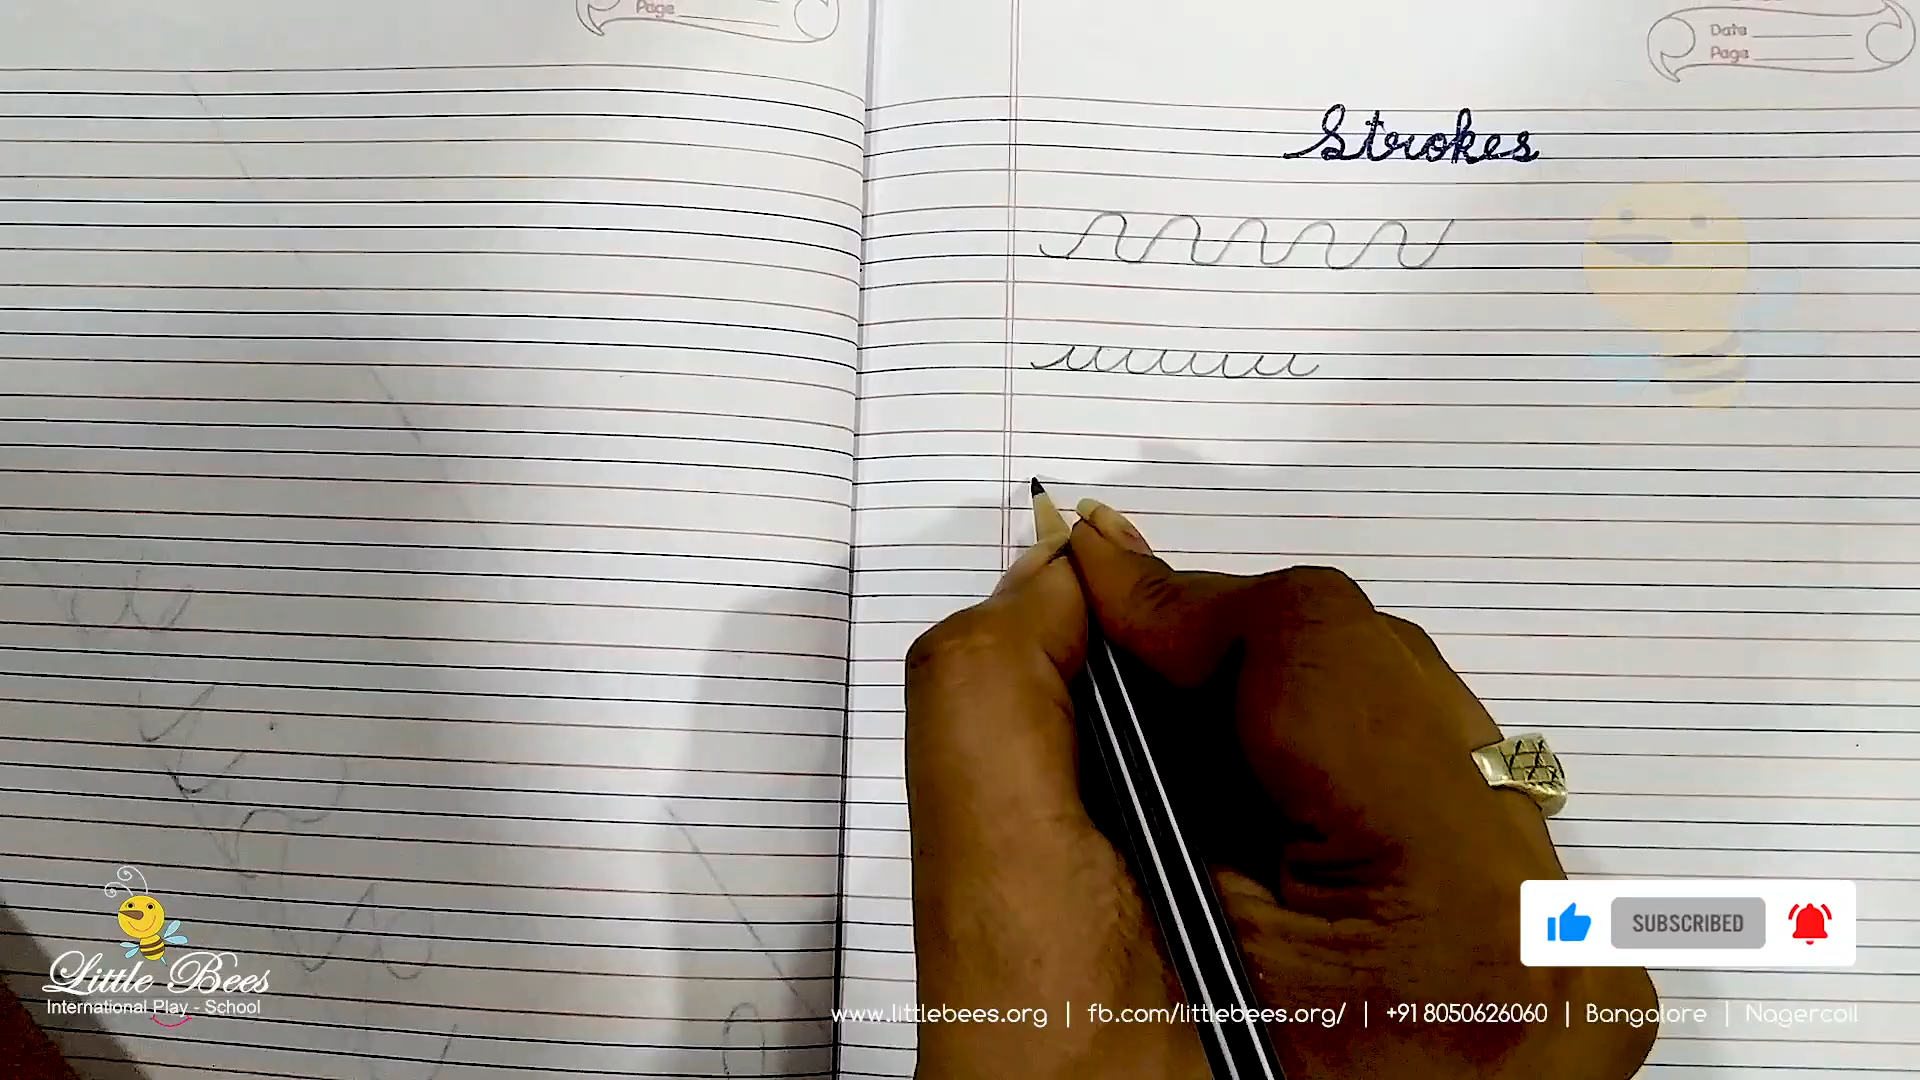 Page
Date
Page
Strokes
SUBSCRIBED
Little Bees
International Play - School
www.littlebees.org | fb.com/littlebees.org/ | +91 8050626060 | Bangalore | Nagercoil